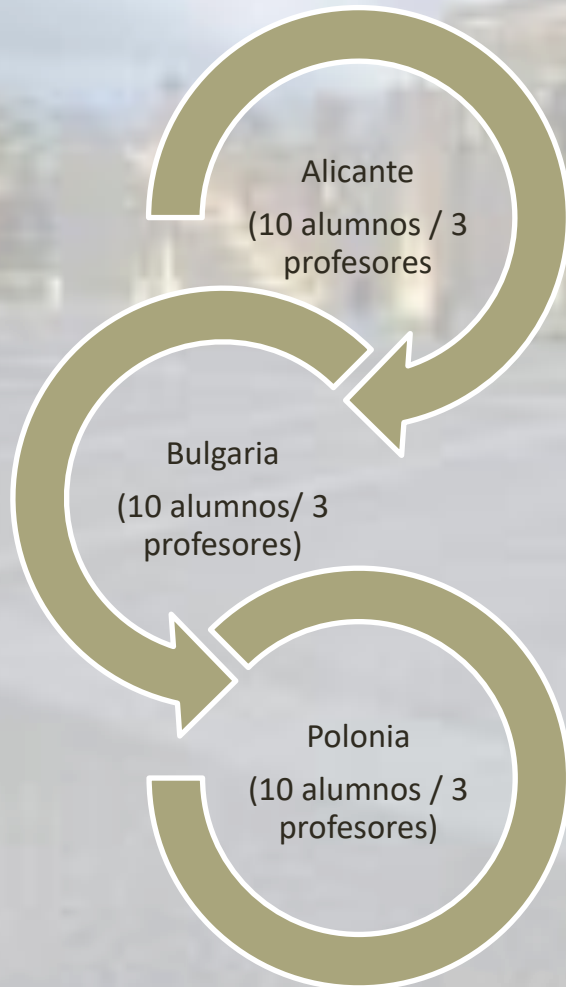 Alicante
(10 alumnos / 3
profesores
Bulgaria
(10 alumnos/ 3
profesores)
Polonia
(10 alumnos / 3
profesores)